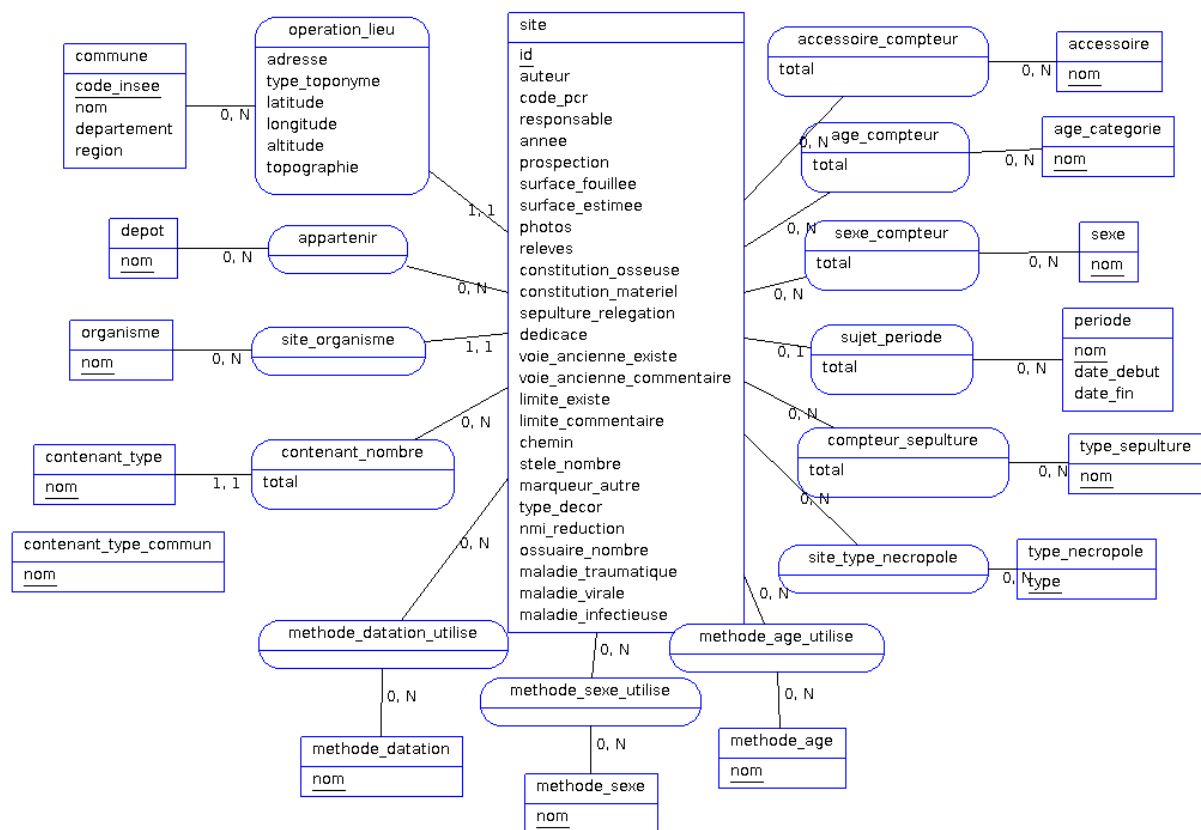 commune
code_insee
nom
departement
region
0, N
operation_lieu
adresse
type_toponyme
latitude
longitude
altitude
topographie
1, 1
depot
nom
0, N
appartenir
0, N
organisme
nom
0, N
site_organisme
1, 1
contenant_type
nom
1, 1
contenant_nombre
total
0, N
contenant_type_commun
nom
methode_datation_utilise
0, N
0, N
methode_datation
nom
site
id
auteur
code_pcr
responsable
annee
prospection
surface_fouillee
surface_estimee
photos
releves
constitution_osseuse
constitution_materiel
sepulture_relegation
dedicace
voie_ancienne_existe
voie_ancienne_commentaire
limite_existe
limite_commentaire
chemin
stele_nombre
marqueur_autre
type_decor
nmi_reduction
ossuaire_nombre
maladie_traumatique
maladie_virale
maladie_infectieuse
0, N
methode_sexe_utilise
0, N
methode_sexe
nom
0, N
methode_age_utilise
0, N
methode_age
nom
accessoire_compteur
total
0, N
0, N
accessoire
nom
age_compteur
total
0, N
0, N
age_categorie
nom
sexe_compteur
total
0, N
0, N
sexe
nom
sujet_periode
total
0, 1
0, N
periode
nom
date_debut
date_fin
compteur_sepulture
total
0, N
0, N
type_sepulture
nom
site_type_necropole
0, N
0, N
type_necropole
type